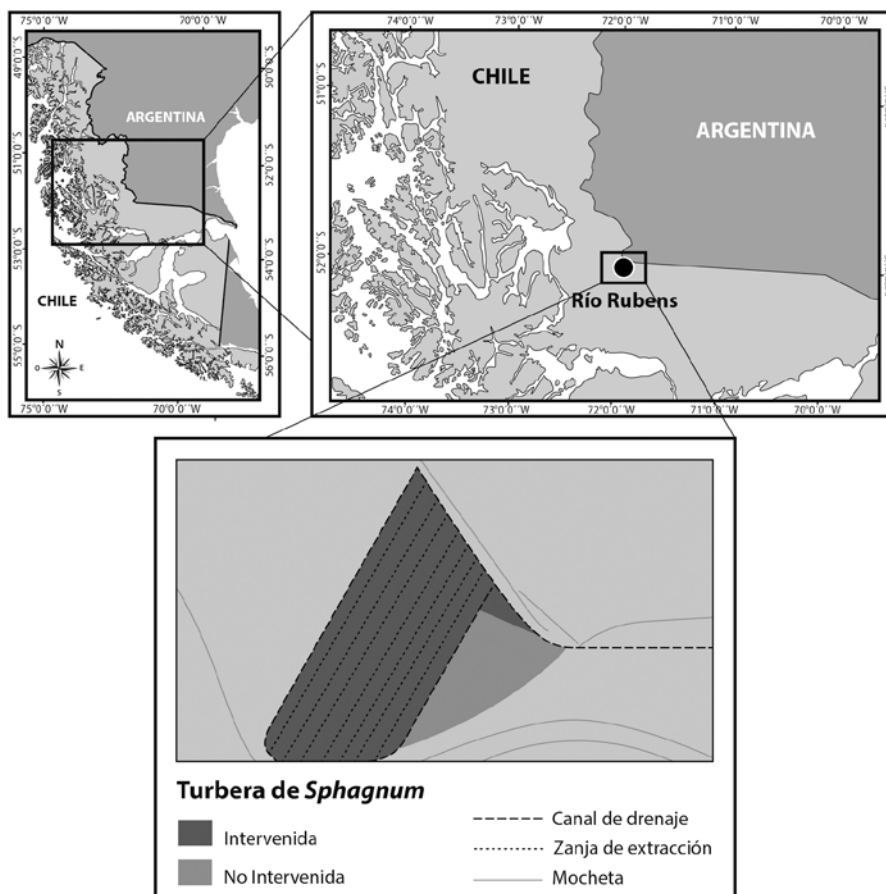 75°0'0''W 70°0'0''W
49°0'0''S
50°0'0''S
51°0'0''S
52°0'0''S
53°0'0''S
54°0'0''S
55°0'0''S
56°0'0''S
ARGENTINA
CHILE
N
O E
S
75°0'0''W 70°0'0''W
74°0'0''W 73°0'0''W 72°0'0''W 71°0'0''W 70°0'0''W
51°0'0''S
52°0'0''S
CHILE
ARGENTINA
Río Rubens
74°0'0''W 73°0'0''W 72°0'0''W 71°0'0''W 70°0'0''W
Turbera de Sphagnum
Intervenida
No Intervenida
Canal de drenaje
Zanja de extracción
Mocheta